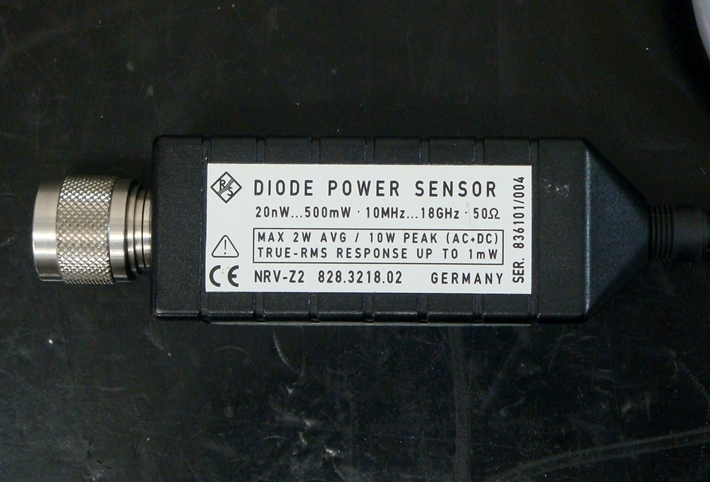 R&S
DIODE POWER SENSOR
20nW...500mW · 10MHz...18GHz · 50Ω
MAX 2W AVG / 10W PEAK (AC+DC)
TRUE-RMS RESPONSE UP TO 1mW
CE NRV-Z2 828.3218.02 GERMANY
SER. 836101/004